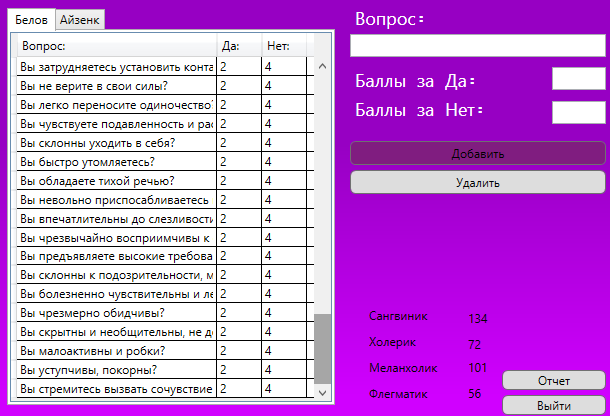 Белов Айзенк
Вопрос: Да: Нет:
Вы затрудняетесь установить конта 2 4
Вы не верите в свои силы? 2 4
Вы легко переносите одиночество? 2 4
Вы чувствуете подавленность и рас 2 4
Вы склонны уходить в себя? 2 4
Вы быстро утомляетесь? 2 4
Вы обладаете тихой речью? 2 4
Вы невольно приспосабливаетесь 2 4
Вы впечатлительны до слезливости 2 4
Вы чрезвычайно восприимчивы к 2 4
Вы предъявляете высокие требова 2 4
Вы склонны к подозрительности, м 2 4
Вы болезненно чувствительны и ле 2 4
Вы чрезмерно обидчивы? 2 4
Вы скрытны и необщительны, не де 2 4
Вы малоактивны и робки? 2 4
Вы уступчивы, покорны? 2 4
Вы стремитесь вызвать сочувствие 2 4
Вопрос:
Баллы за Да:
Баллы за Нет:
Добавить
Удалить
Сангвиник 134
Холерик 72
Меланхолик 101
Флегматик 56
Отчет
Выйти